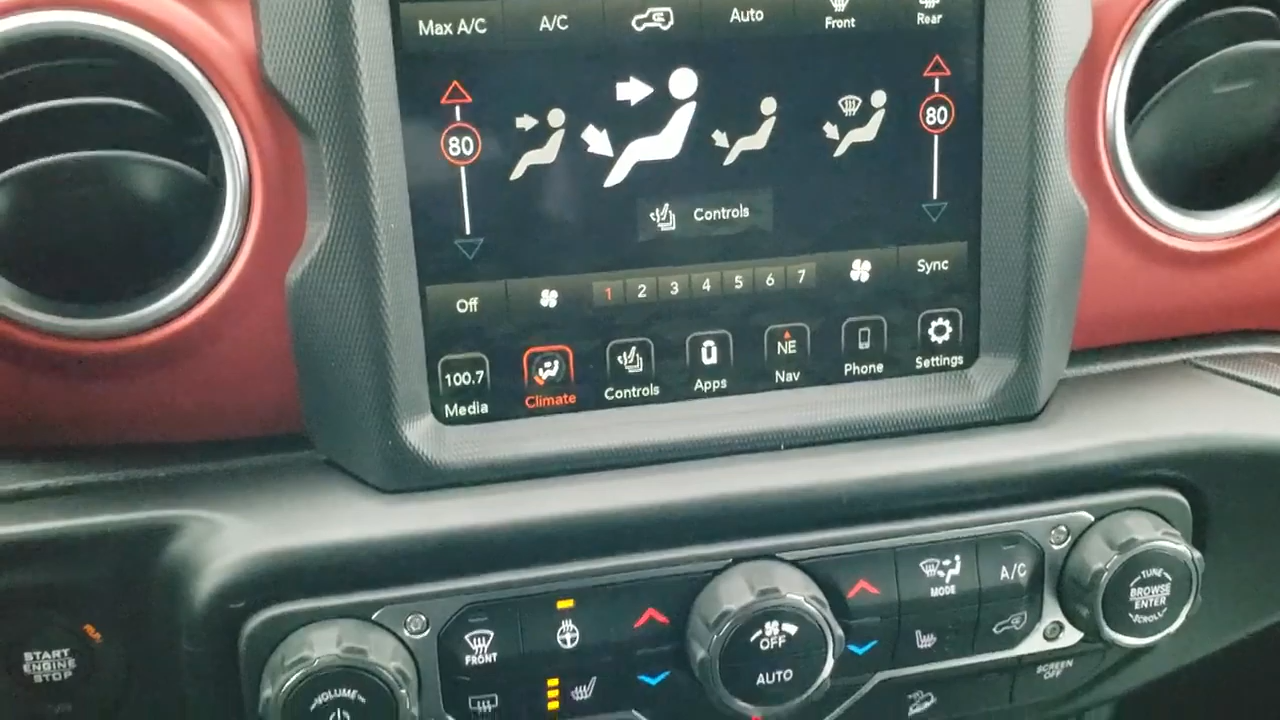 Max A/C
A/C
Auto
Front
Rear
80
80
Controls
Off
1 2 3 4 5 6 7
Sync
100.7
Media
Climate
Controls
Apps
NE
Nav
Phone
Settings
START
ENGINE
STOP
RUN
VOLUME
FRONT
OFF
AUTO
MODE
A/C
TUNE
BROWSE
ENTER
SCROLL
SCREEN
OFF